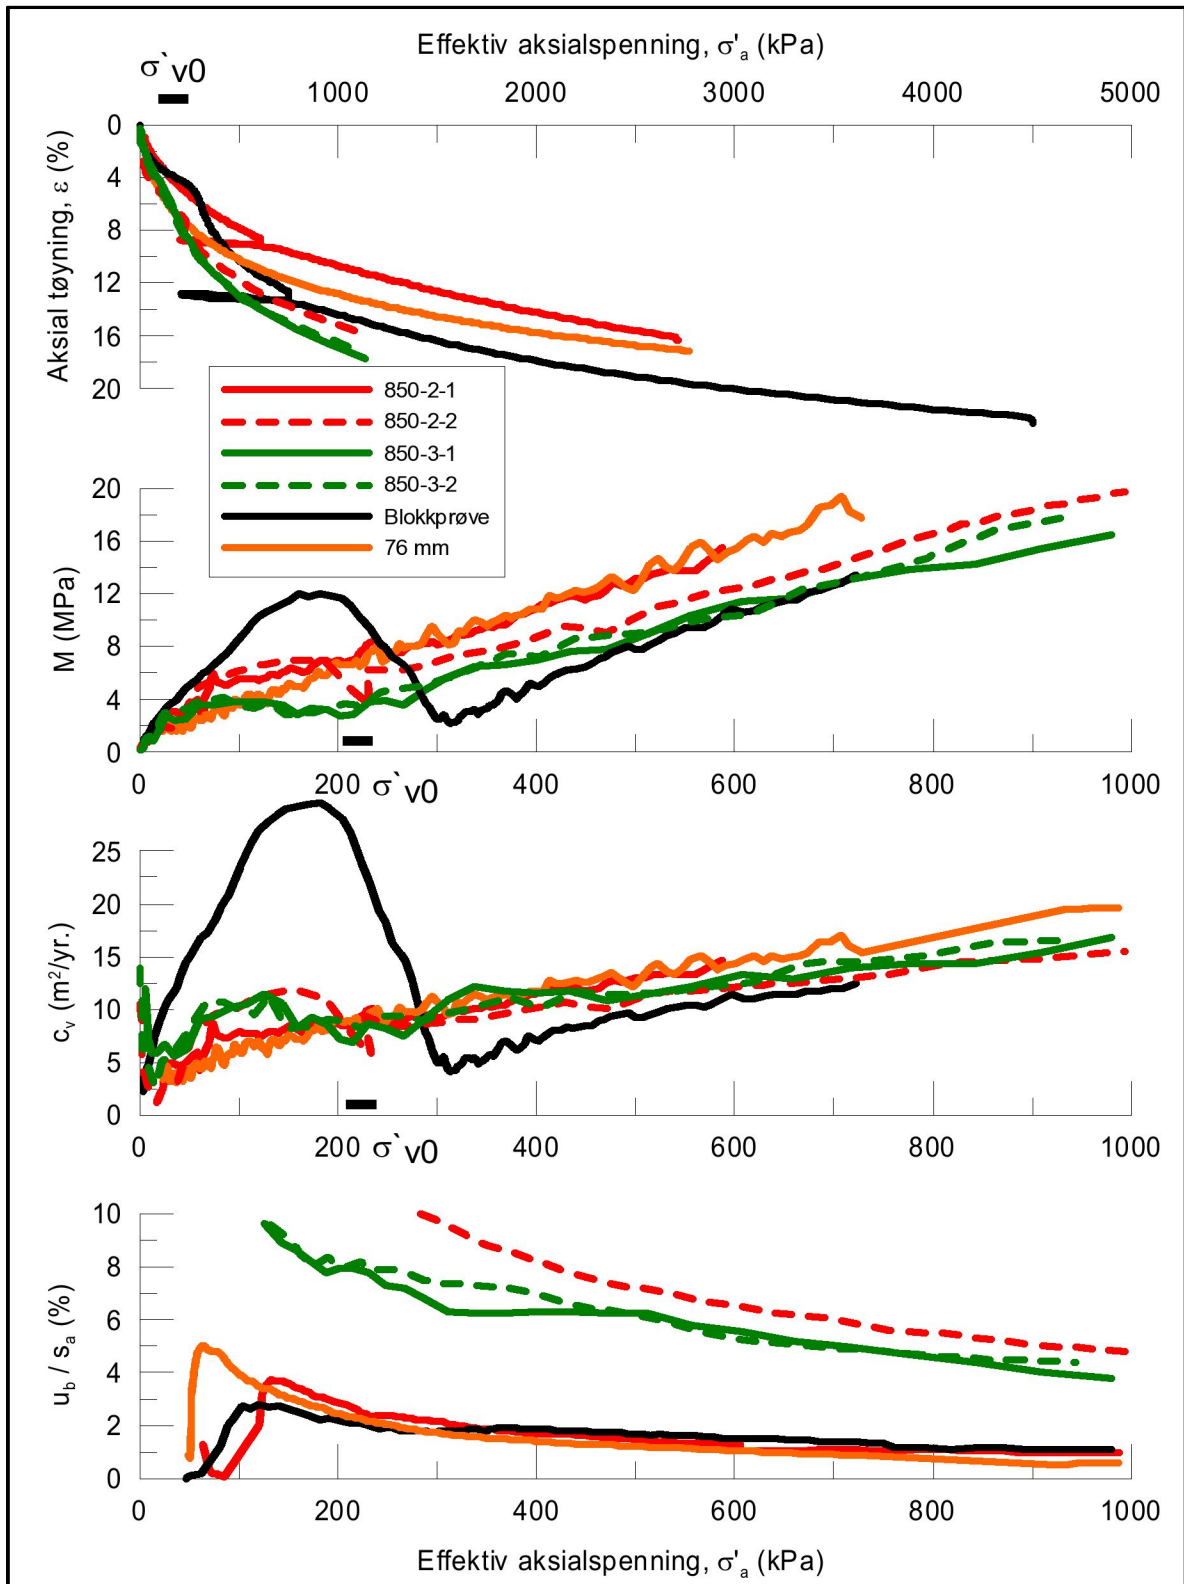 Effektiv aksialspenning, σ'a (kPa)
σ`v0
1000 2000 3000 4000 5000
0
4
8
12
16
20
Aksial tøyning, ε (%)
850-2-1
850-2-2
850-3-1
850-3-2
Blokkprøve
76 mm
20
16
12
8
4
0
M (MPa)
0 200 σ`v0 400 600 800 1000
25
20
15
10
5
0
cv (m²/yr.)
0 200 σ`v0 400 600 800 1000
10
8
6
4
2
0
ub / sa (%)
0 200 400 600 800 1000
Effektiv aksialspenning, σ'a (kPa)